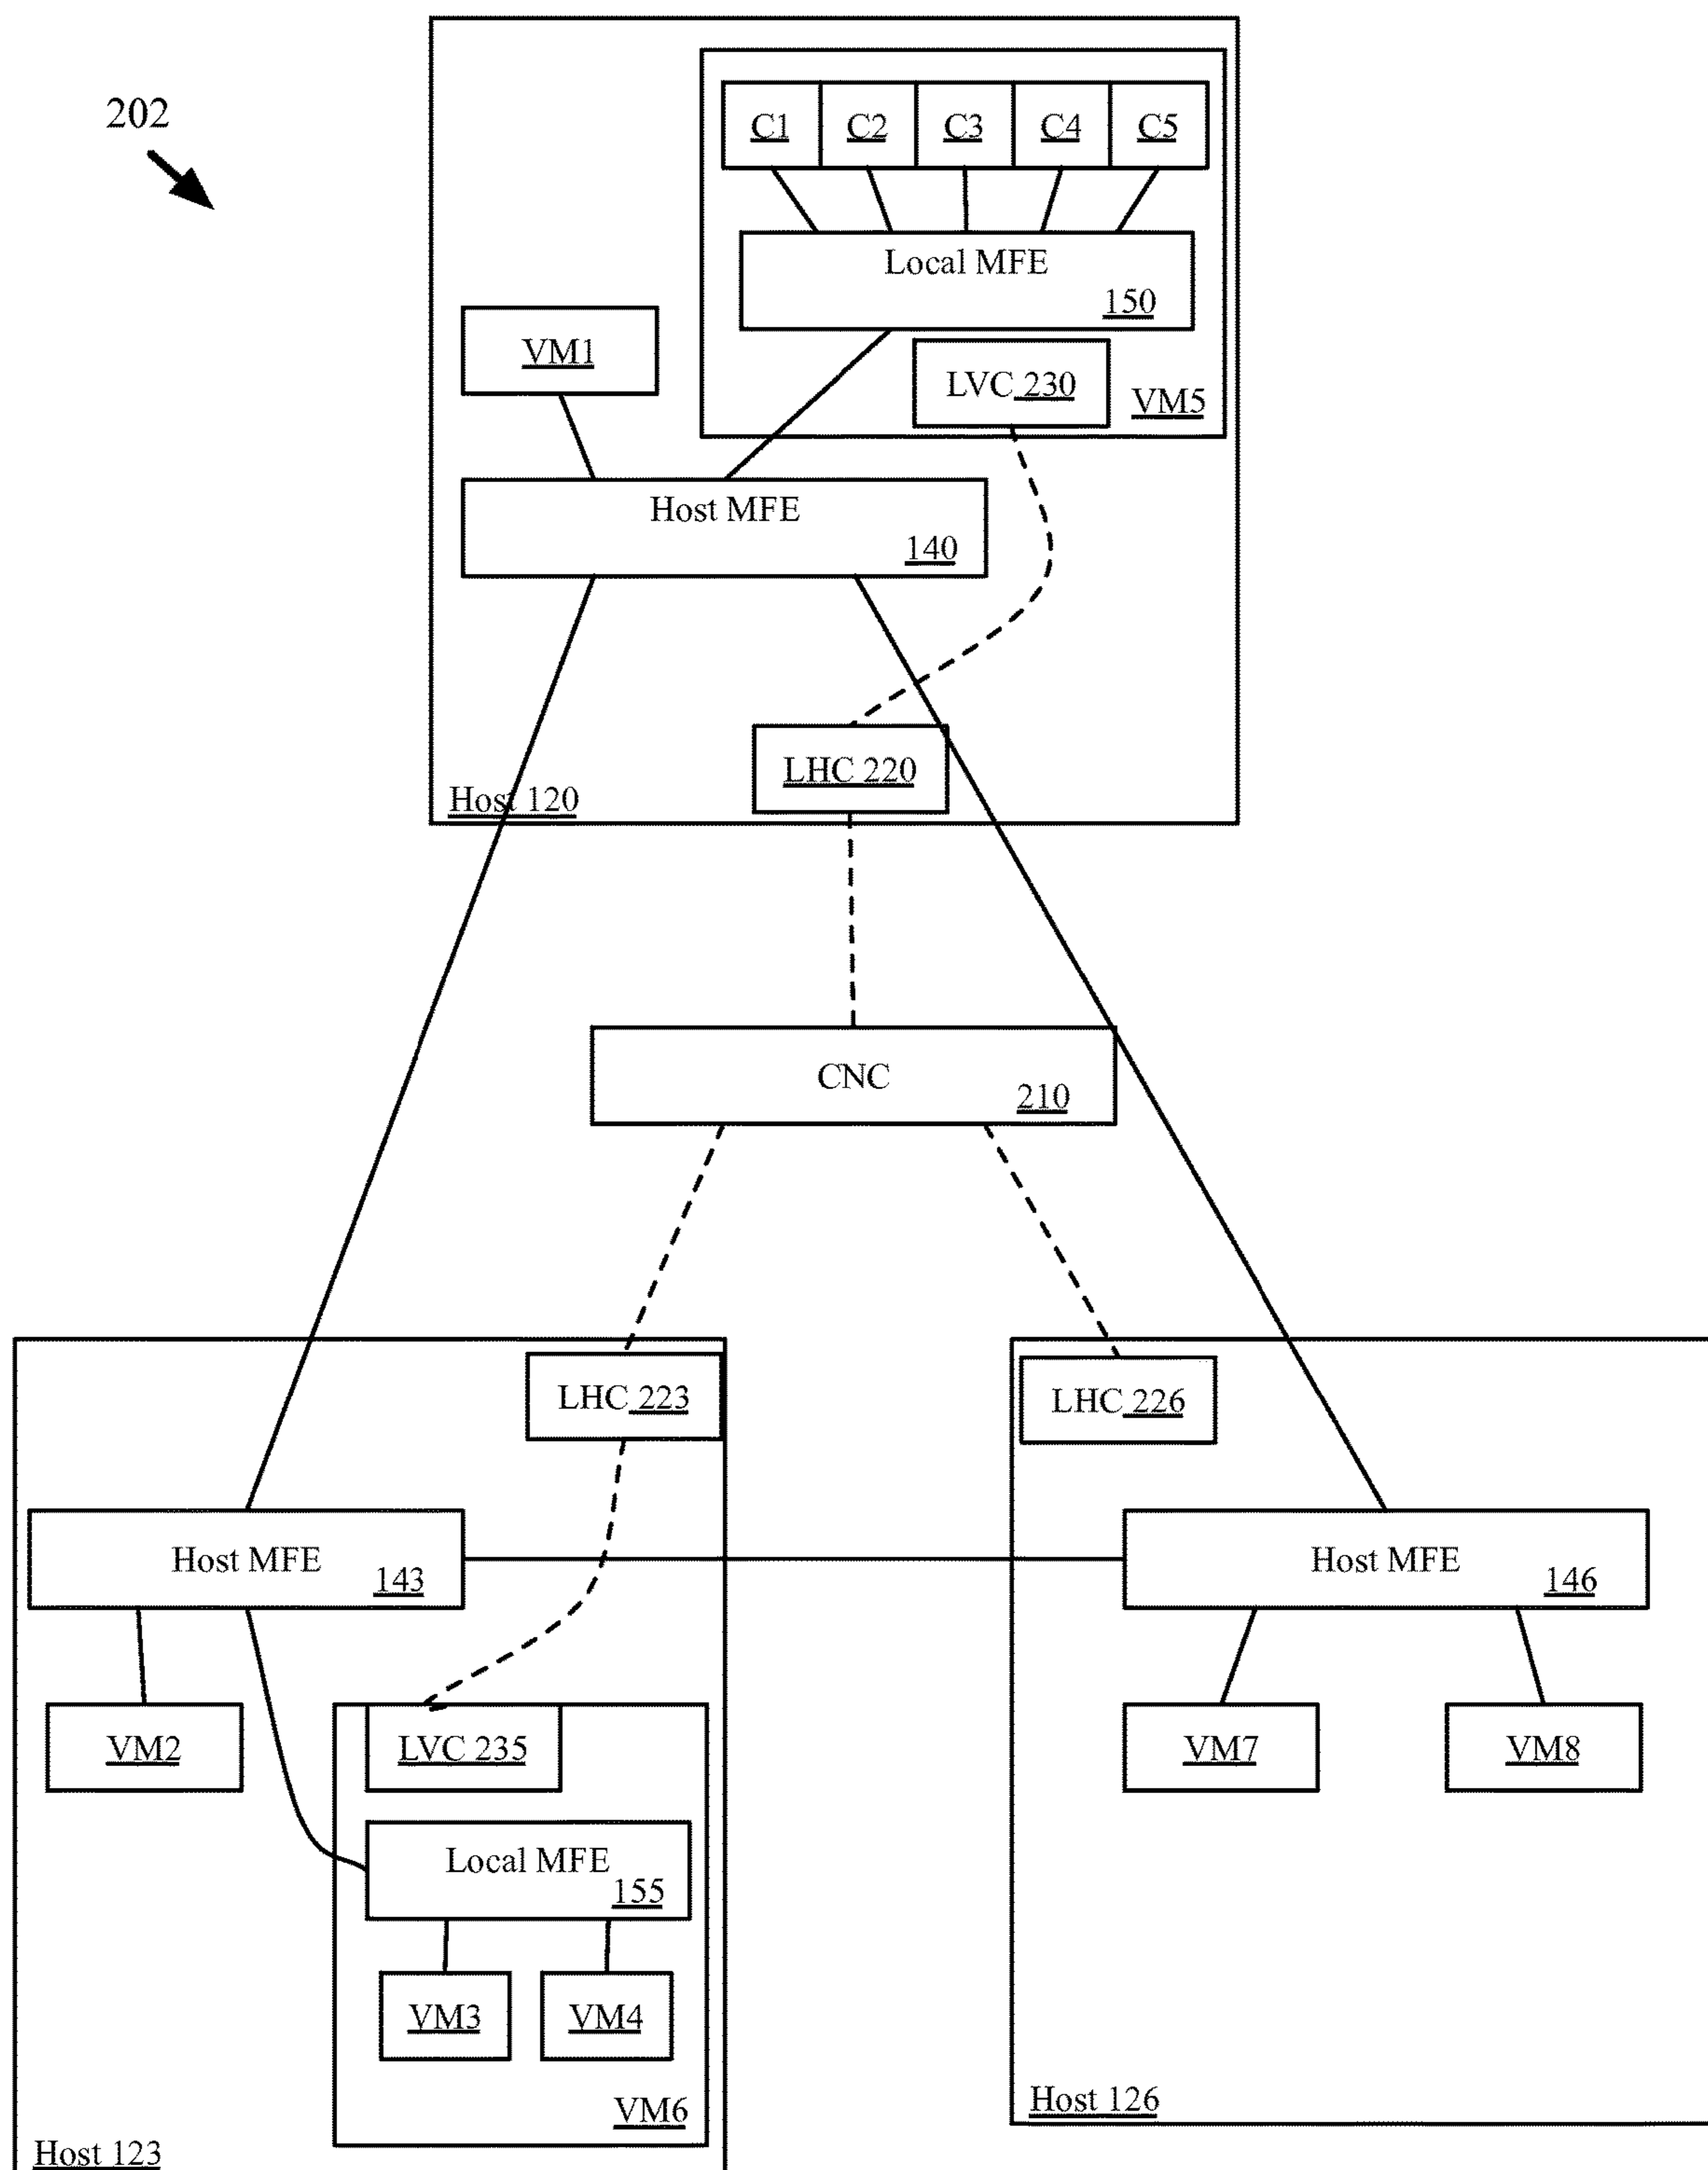 202
C1 C2 C3 C4 C5
Local MFE
150
VM1
LVC 230
VM5
Host MFE
140
LHC 220
Host 120
CNC
210
LHC 223
LHC 226
Host MFE
143
Host MFE
146
VM2
LVC 235
VM7
VM8
Local MFE
155
VM3
VM4
VM6
Host 126
Host 123